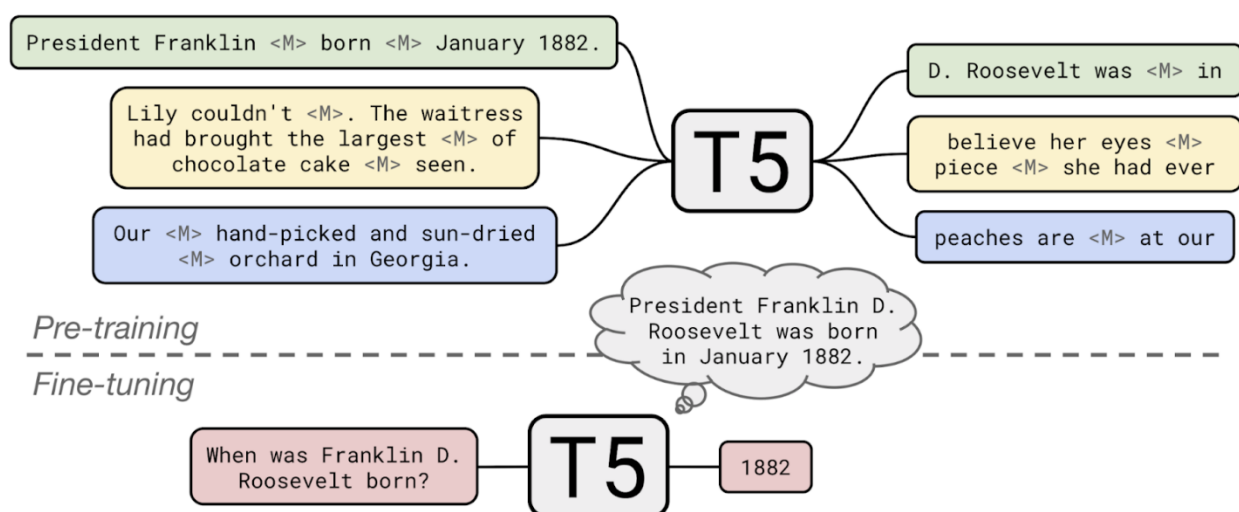 President Franklin <M> born <M> January 1882.
Lily couldn't <M>. The waitress
had brought the largest <M> of
chocolate cake <M> seen.
Our <M> hand-picked and sun-dried
<M> orchard in Georgia.
T5
D. Roosevelt was <M> in
believe her eyes <M>
piece <M> she had ever
peaches are <M> at our
Pre-training
President Franklin D.
Roosevelt was born
in January 1882.
Fine-tuning
When was Franklin D.
Roosevelt born?
T5
1882